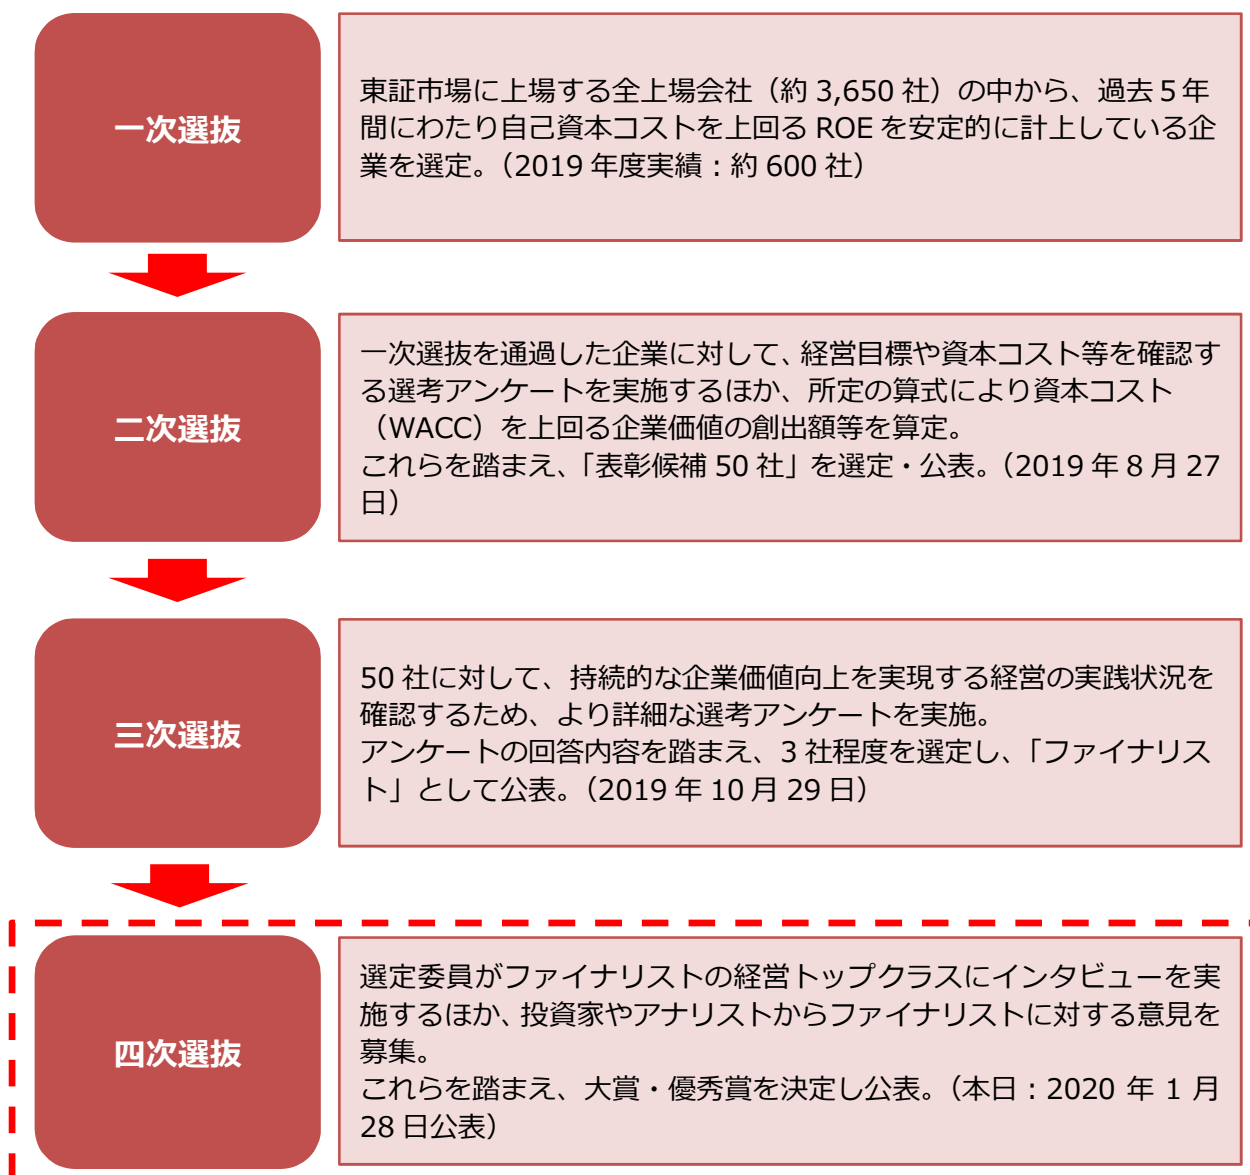 一次選抜
東証市場に上場する全上場会社（約 3,650 社）の中から、過去５年
間にわたり自己資本コストを上回る ROE を安定的に計上している企
業を選定。（2019 年度実績：約 600 社）
二次選抜
一次選抜を通過した企業に対して、経営目標や資本コスト等を確認す
る選考アンケートを実施するほか、所定の算式により資本コスト
（WACC）を上回る企業価値の創出額等を算定。
これらを踏まえ、「表彰候補 50 社」を選定・公表。（2019 年 8 月 27
日）
三次選抜
50 社に対して、持続的な企業価値向上を実現する経営の実践状況を
確認するため、より詳細な選考アンケートを実施。
アンケートの回答内容を踏まえ、3 社程度を選定し、「ファイナリス
ト」として公表。（2019 年 10 月 29 日）
四次選抜
選定委員がファイナリストの経営トップクラスにインタビューを実
施するほか、投資家やアナリストからファイナリストに対する意見を
募集。
これらを踏まえ、大賞・優秀賞を決定し公表。（本日：2020 年 1 月
28 日公表）